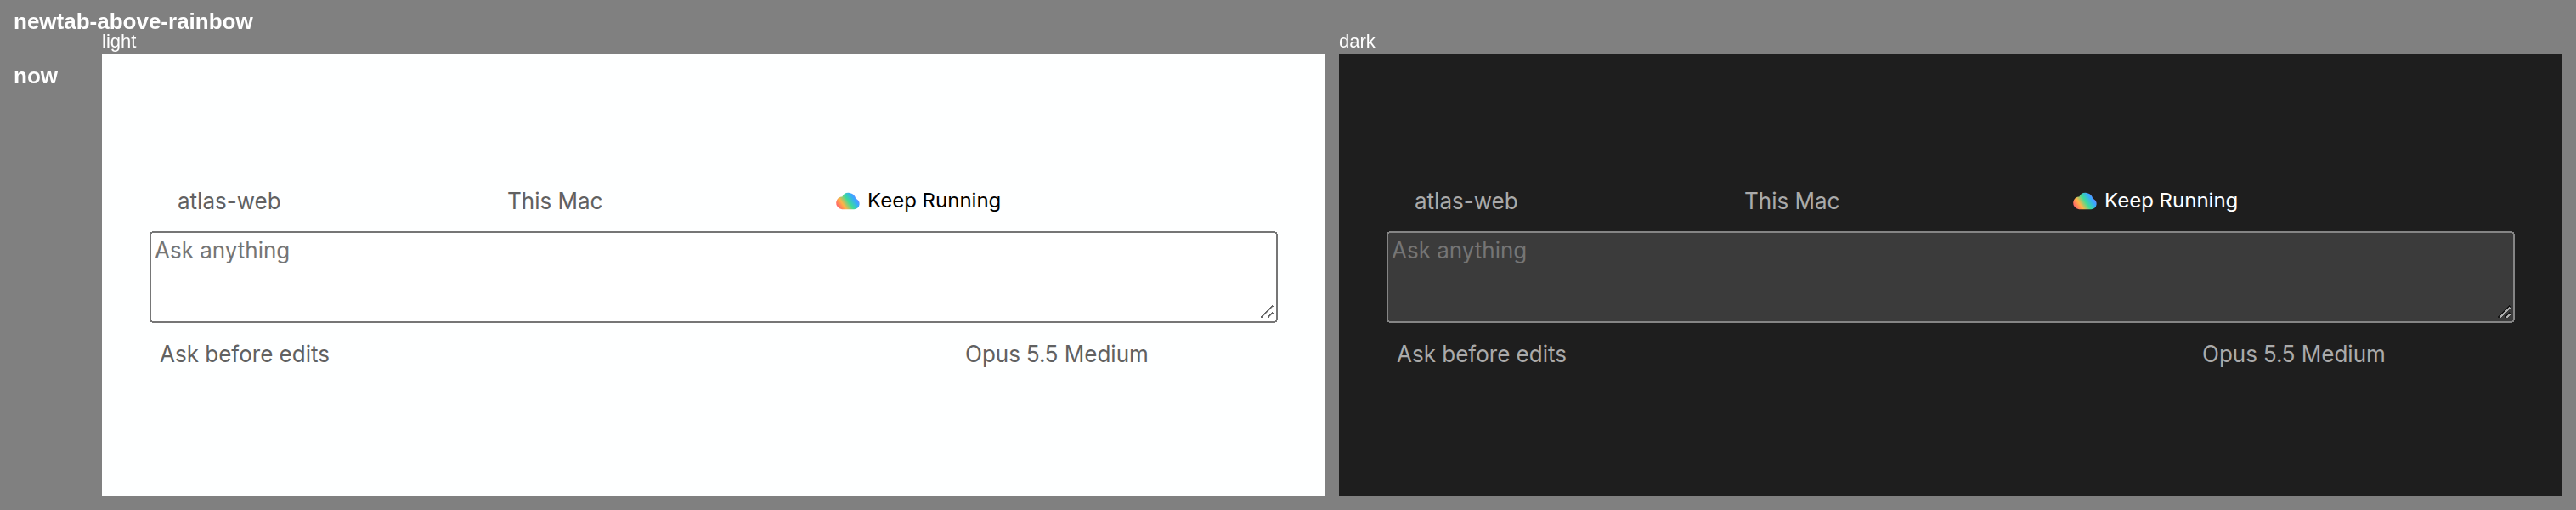 newtab-above-rainbow
light
dark
now
atlas-web This Mac Keep Running
Ask anything
Ask before edits Opus 5.5 Medium
atlas-web This Mac Keep Running
Ask anything
Ask before edits Opus 5.5 Medium